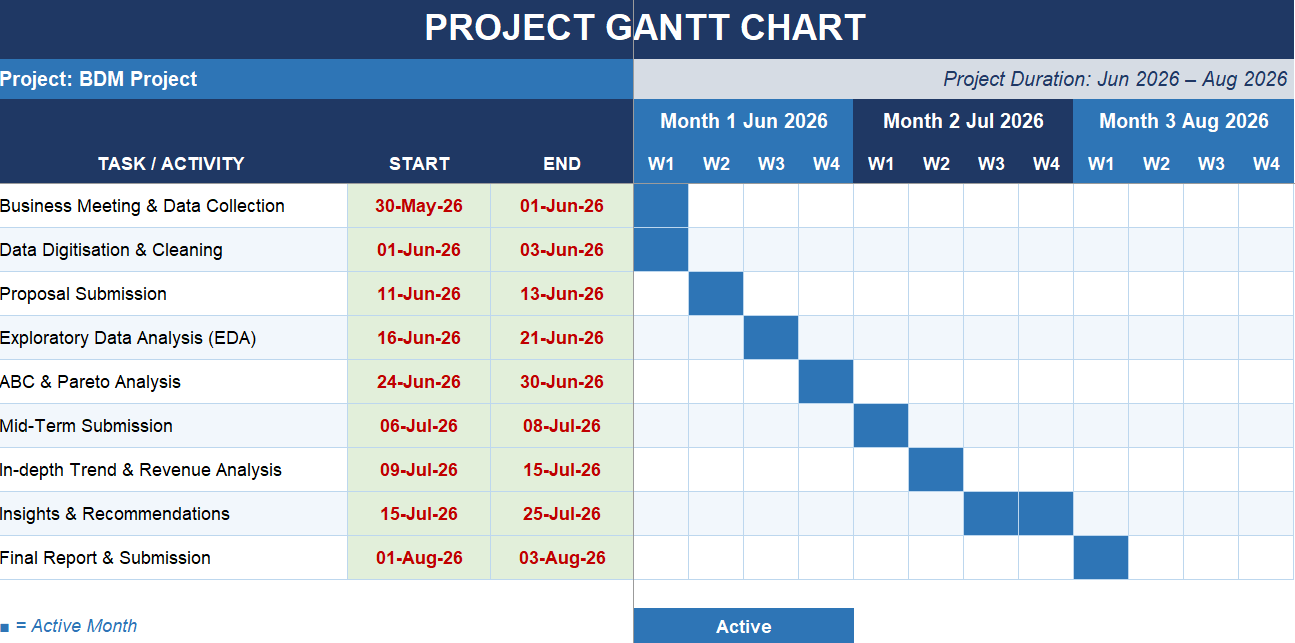 PROJECT GANTT CHART
Project: BDM Project Project Duration: Jun 2026 – Aug 2026
Month 1 Jun 2026 Month 2 Jul 2026 Month 3 Aug 2026
TASK / ACTIVITY START END W1 W2 W3 W4 W1 W2 W3 W4 W1 W2 W3 W4
Business Meeting & Data Collection 30-May-26 01-Jun-26
Data Digitisation & Cleaning 01-Jun-26 03-Jun-26
Proposal Submission 11-Jun-26 13-Jun-26
Exploratory Data Analysis (EDA) 16-Jun-26 21-Jun-26
ABC & Pareto Analysis 24-Jun-26 30-Jun-26
Mid-Term Submission 06-Jul-26 08-Jul-26
In-depth Trend & Revenue Analysis 09-Jul-26 15-Jul-26
Insights & Recommendations 15-Jul-26 25-Jul-26
Final Report & Submission 01-Aug-26 03-Aug-26
■ = Active Month Active